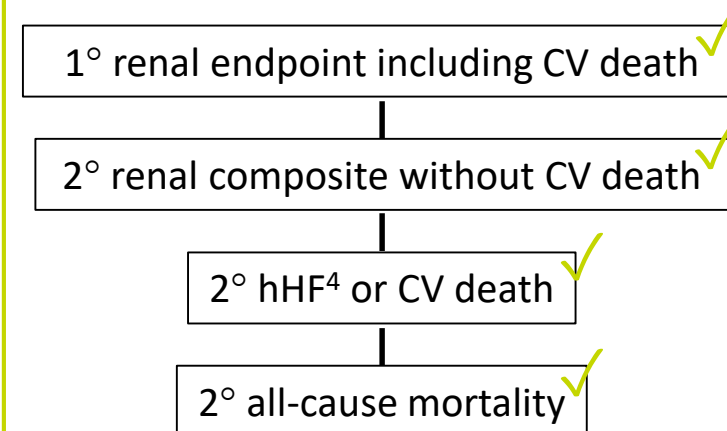 1° renal endpoint including CV death
2° renal composite without CV death
2° hHF⁴ or CV death
2° all-cause mortality